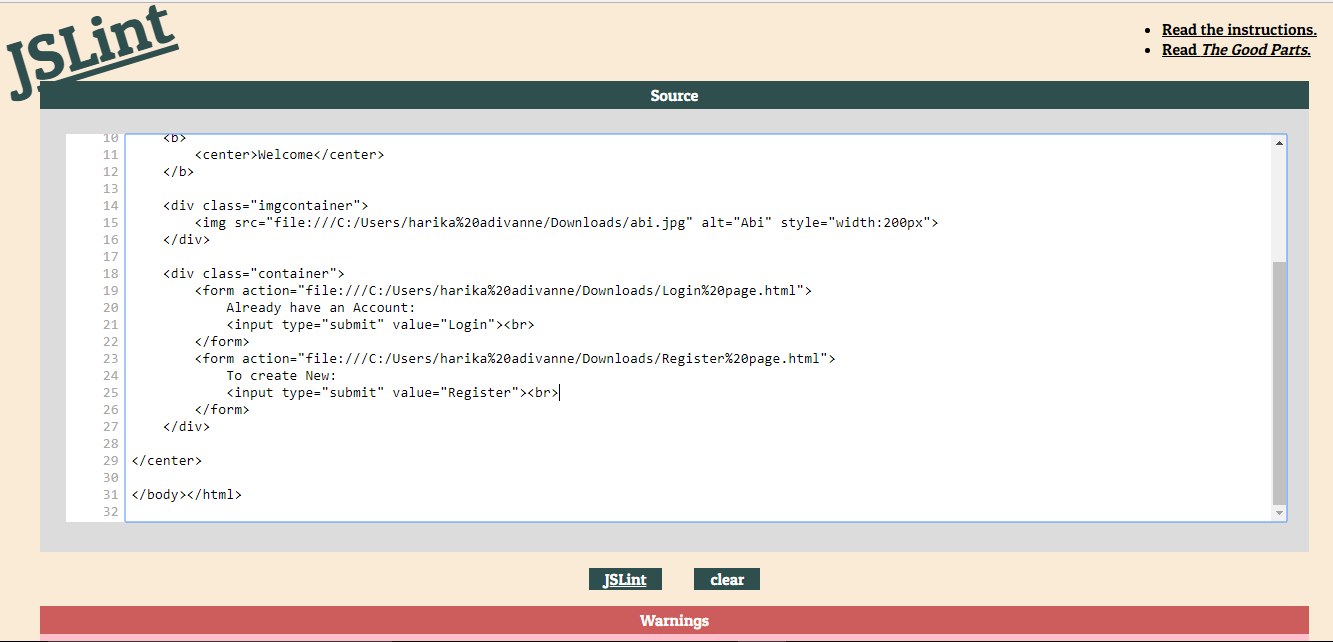 JSLint
Read the instructions.
Read The Good Parts.
Source
10     <b>
11         <center>Welcome</center>
12     </b>
13
14     <div class="imgcontainer">
15         <img src="file:///C:/Users/harika%20adivanne/Downloads/abi.jpg" alt="Abi" style="width:200px">
16     </div>
17
18     <div class="container">
19         <form action="file:///C:/Users/harika%20adivanne/Downloads/Login%20page.html">
20             Already have an Account:
21             <input type="submit" value="Login"><br>
22         </form>
23         <form action="file:///C:/Users/harika%20adivanne/Downloads/Register%20page.html">
24             To create New:
25             <input type="submit" value="Register"><br>
26         </form>
27     </div>
28
29 </center>
30
31 </body></html>
32
JSLint clear
Warnings